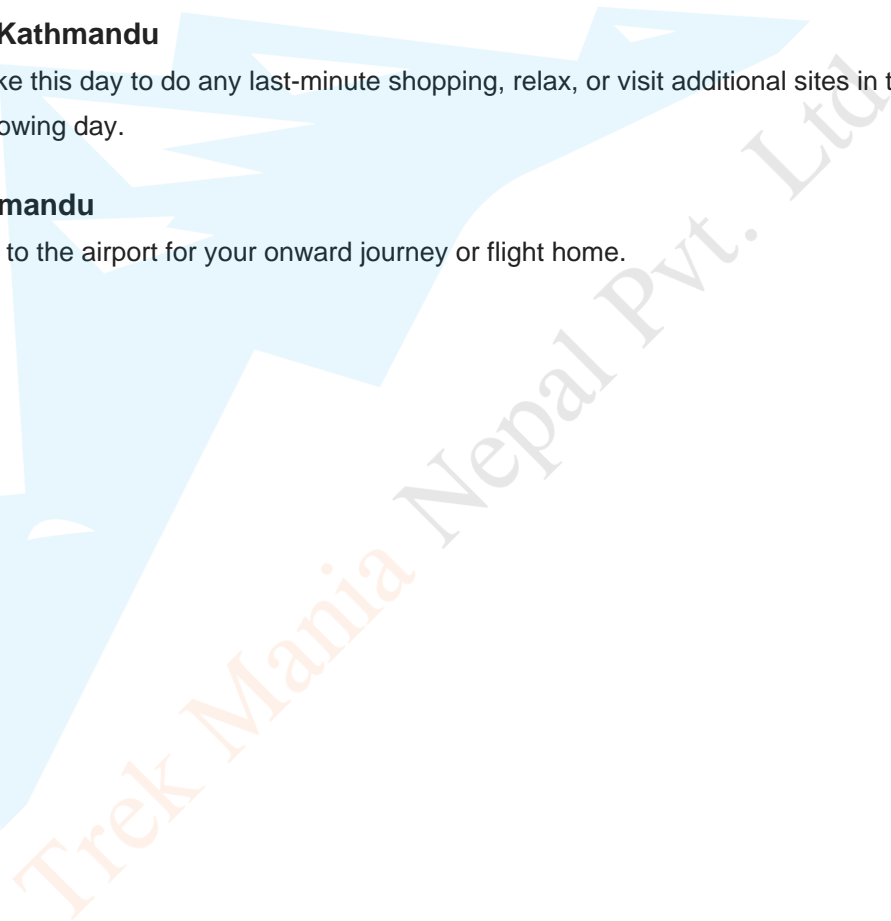 Kathmandu
ke this day to do any last-minute shopping, relax, or visit additional sites in t
owing day.
mandu
to the airport for your onward journey or flight home.
Trek Mania Nepal Pvt. Ltd